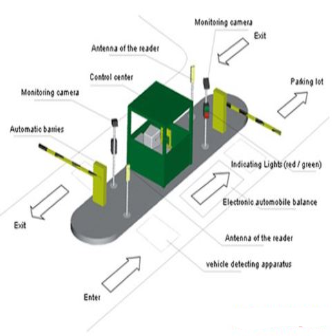 Monitoring camera
Exit
Antenna of the reader
Parking lot
Control center
Monitoring camera
Automatic barries
Indicating Lights (red / green)
Electronic automobile balance
Exit
Antenna of the reader
vehicle detecting apparatus
Enter